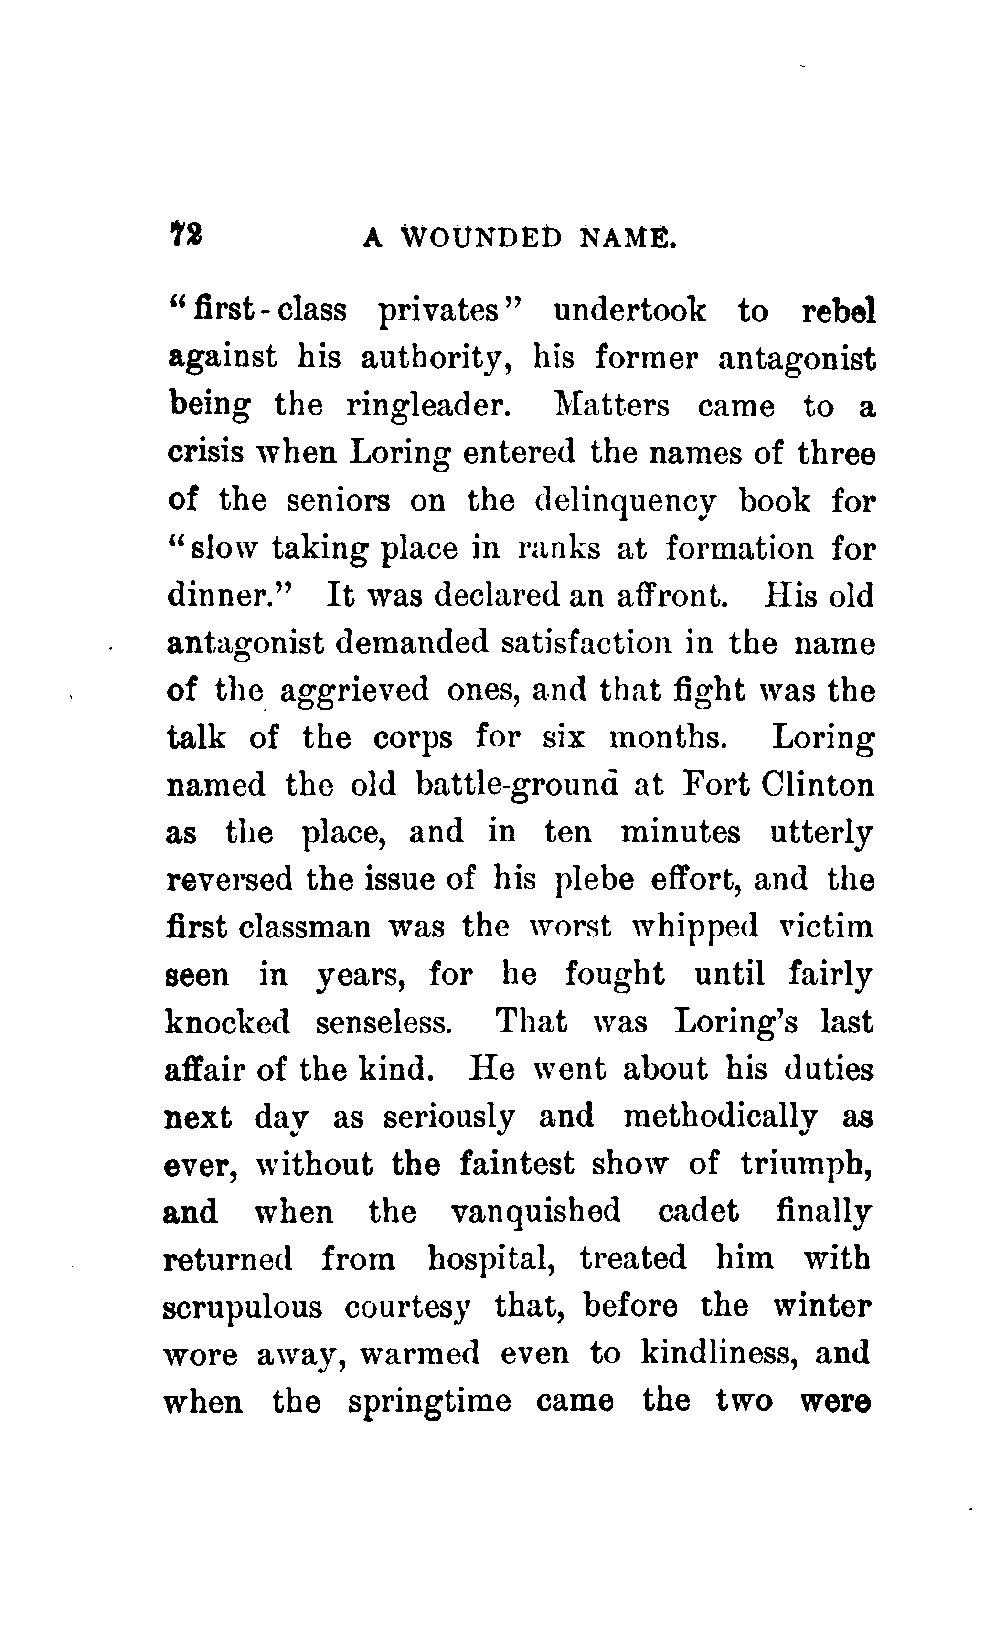 72 A WOUNDED NAME.
"first-class privates" undertook to rebel
against his authority, his former antagonist
being the ringleader. Matters came to a
crisis when Loring entered the names of three
of the seniors on the delinquency book for
"slow taking place in ranks at formation for
dinner." It was declared an affront. His old
antagonist demanded satisfaction in the name
of the aggrieved ones, and that fight was the
talk of the corps for six months. Loring
named the old battle-ground at Fort Clinton
as the place, and in ten minutes utterly
reversed the issue of his plebe effort, and the
first classman was the worst whipped victim
seen in years, for he fought until fairly
knocked senseless. That was Loring's last
affair of the kind. He went about his duties
next day as seriously and methodically as
ever, without the faintest show of triumph,
and when the vanquished cadet finally
returned from hospital, treated him with
scrupulous courtesy that, before the winter
wore away, warmed even to kindliness, and
when the springtime came the two were